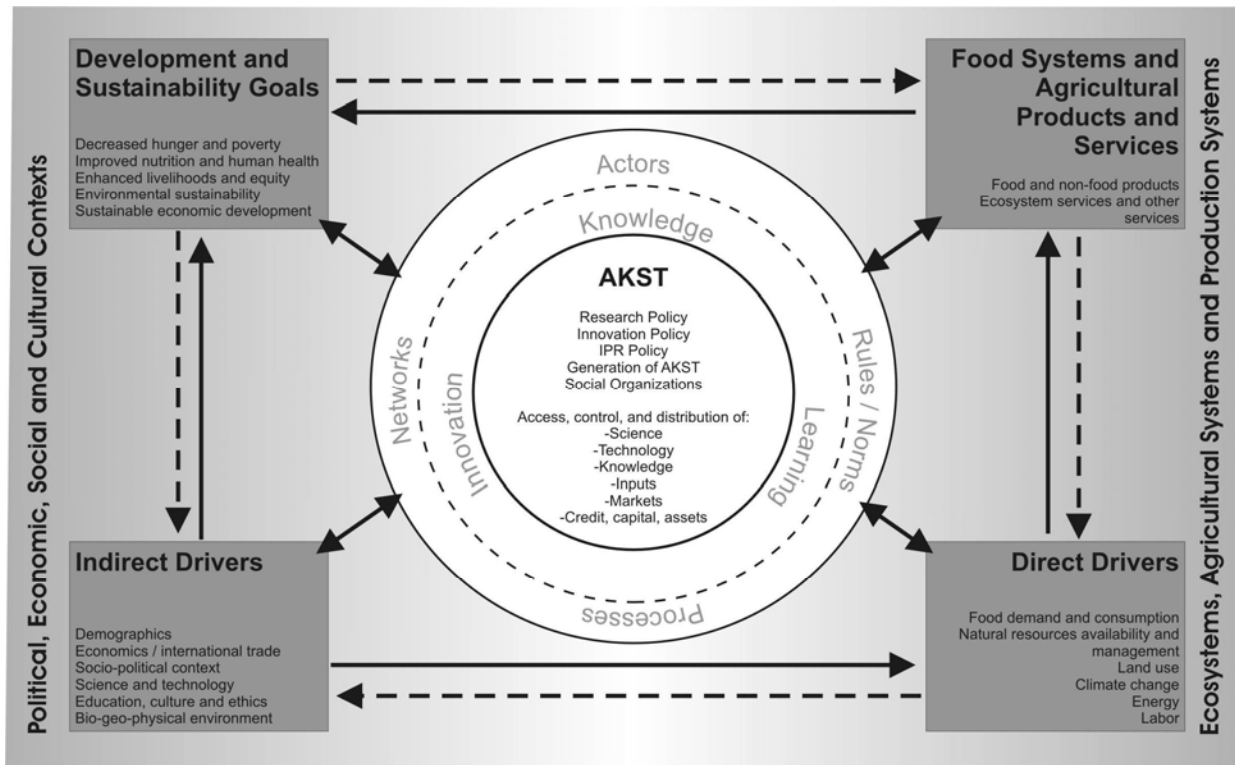 Political, Economic, Social and Cultural Contexts
Development and
Sustainability Goals
Decreased hunger and poverty
Improved nutrition and human health
Enhanced livelihoods and equity
Environmental sustainability
Sustainable economic development
Food Systems and
Agricultural
Products and
Services
Food and non-food products
Ecosystem services and other
services
Ecosystems, Agricultural Systems and Production Systems
Actors
Knowledge
Networks
Innovation
AKST
Research Policy
Innovation Policy
IPR Policy
Generation of AKST
Social Organizations
Access, control, and distribution of:
-Science
-Technology
-Knowledge
-Inputs
-Markets
-Credit, capital, assets
Learning
Rules / Norms
Processes
Indirect Drivers
Demographics
Economics / international trade
Socio-political context
Science and technology
Education, culture and ethics
Bio-geo-physical environment
Direct Drivers
Food demand and consumption
Natural resources availability and
management
Land use
Climate change
Energy
Labor